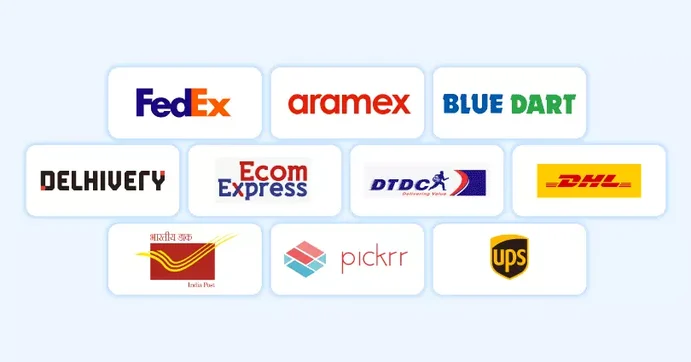 FedEx
aramex
BLUE DART
DELHIVERY
Ecom
Express
DTDC
Delivering Value
DHL
भारतीय डाक
India Post
pickrr
ups